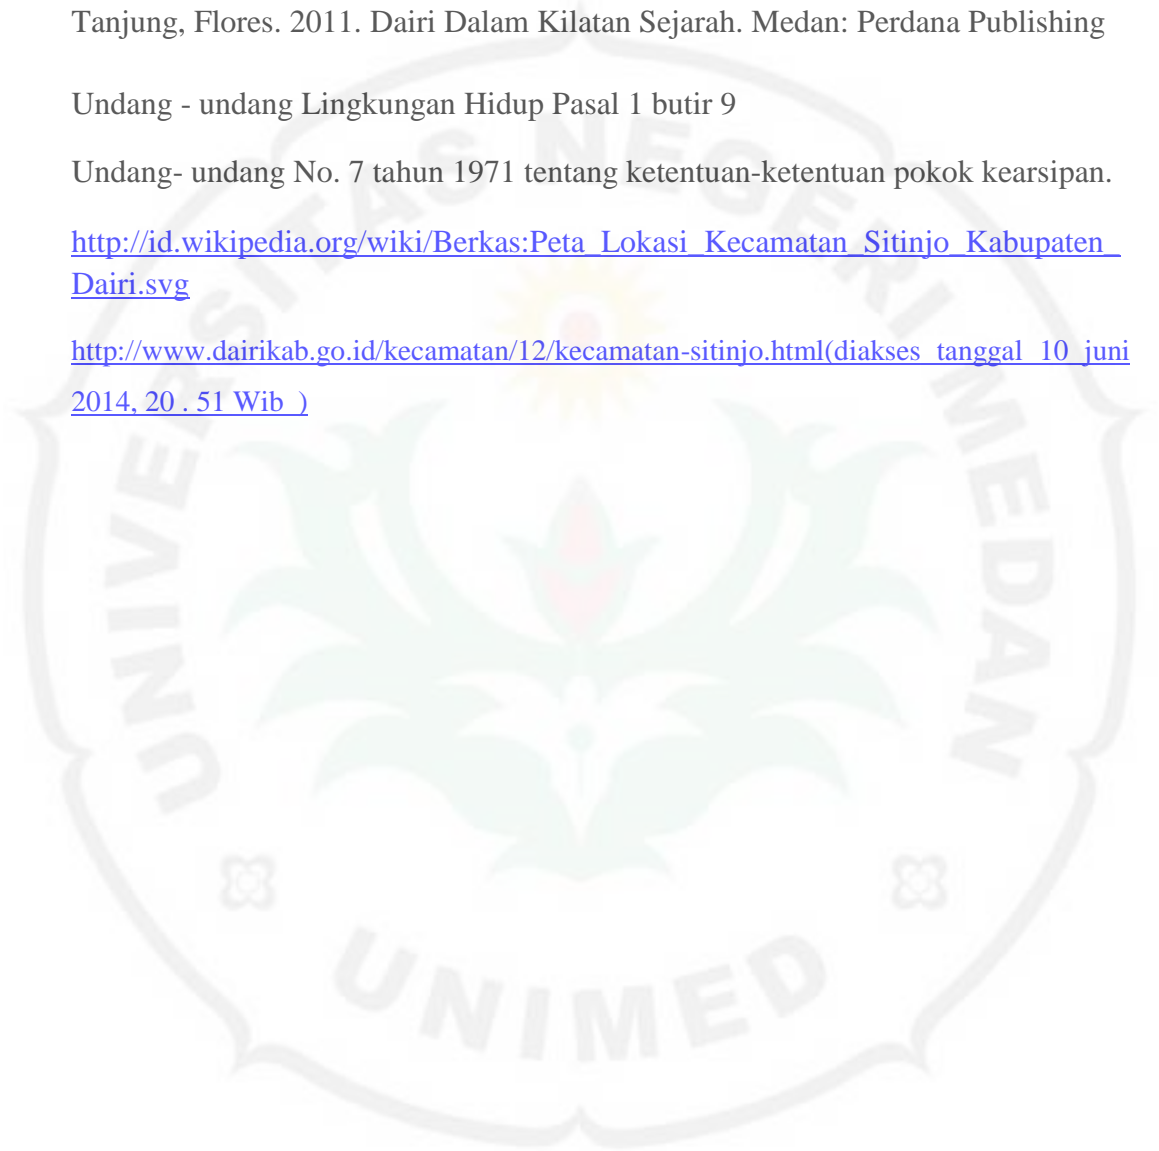 Tanjung, Flores. 2011. Dairi Dalam Kilatan Sejarah. Medan: Perdana Publishing
Undang - undang Lingkungan Hidup Pasal 1 butir 9
Undang- undang No. 7 tahun 1971 tentang ketentuan-ketentuan pokok kearsipan.
http://id.wikipedia.org/wiki/Berkas:Peta_Lokasi_Kecamatan_Sitinjo_Kabupaten_
Dairi.svg
http://www.dairikab.go.id/kecamatan/12/kecamatan-sitinjo.html(diakses tanggal 10 juni
2014, 20 . 51 Wib )
UNIVERSITAS NEGERI MEDAN
UNIMED